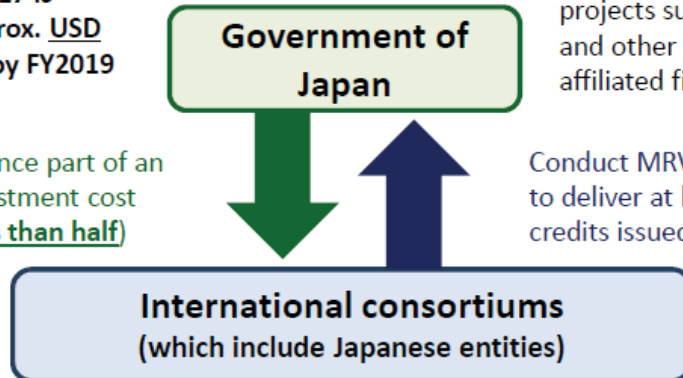 rox. USD
by FY2019
Government of
Japan
projects su
and other
affiliated fi
nce part of an
stment cost
s than half)
Conduct MRV
to deliver at l
credits issued
International consortiums
(which include Japanese entities)